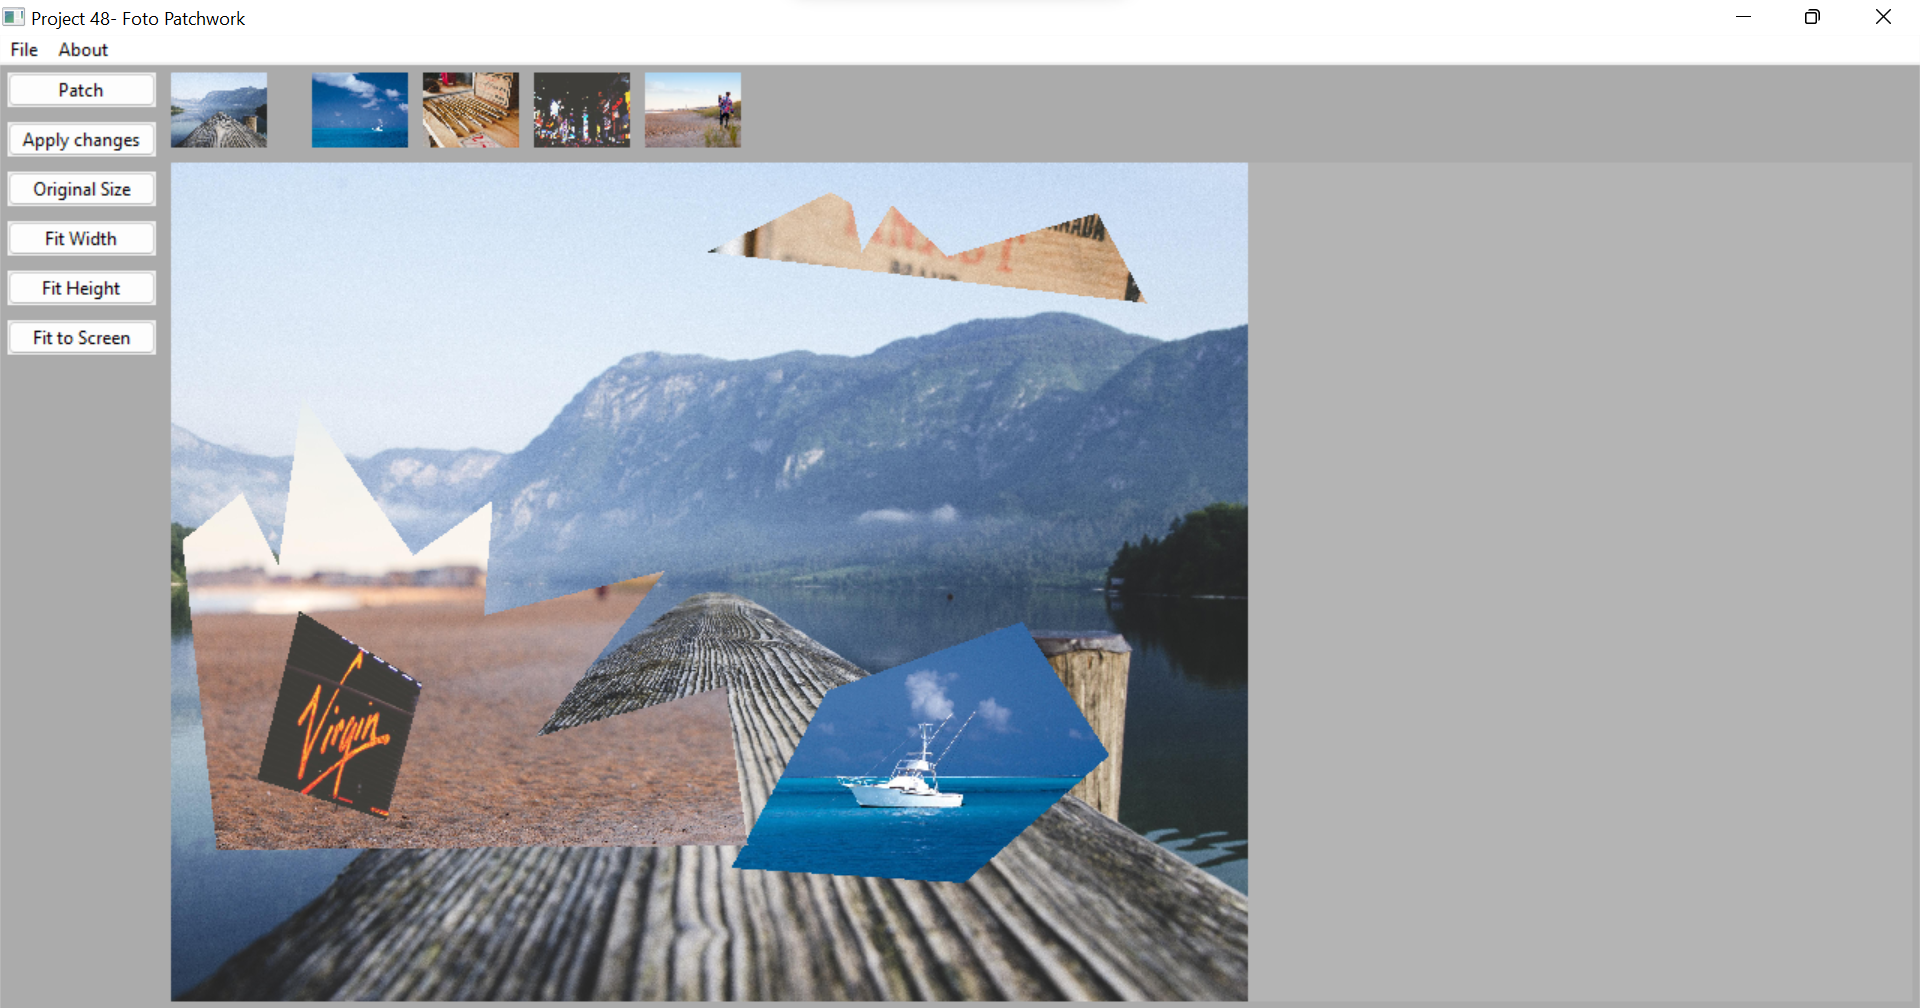 Project 48- Foto Patchwork
File About
Patch
Apply changes
Original Size
Fit Width
Fit Height
Fit to Screen
Virgin